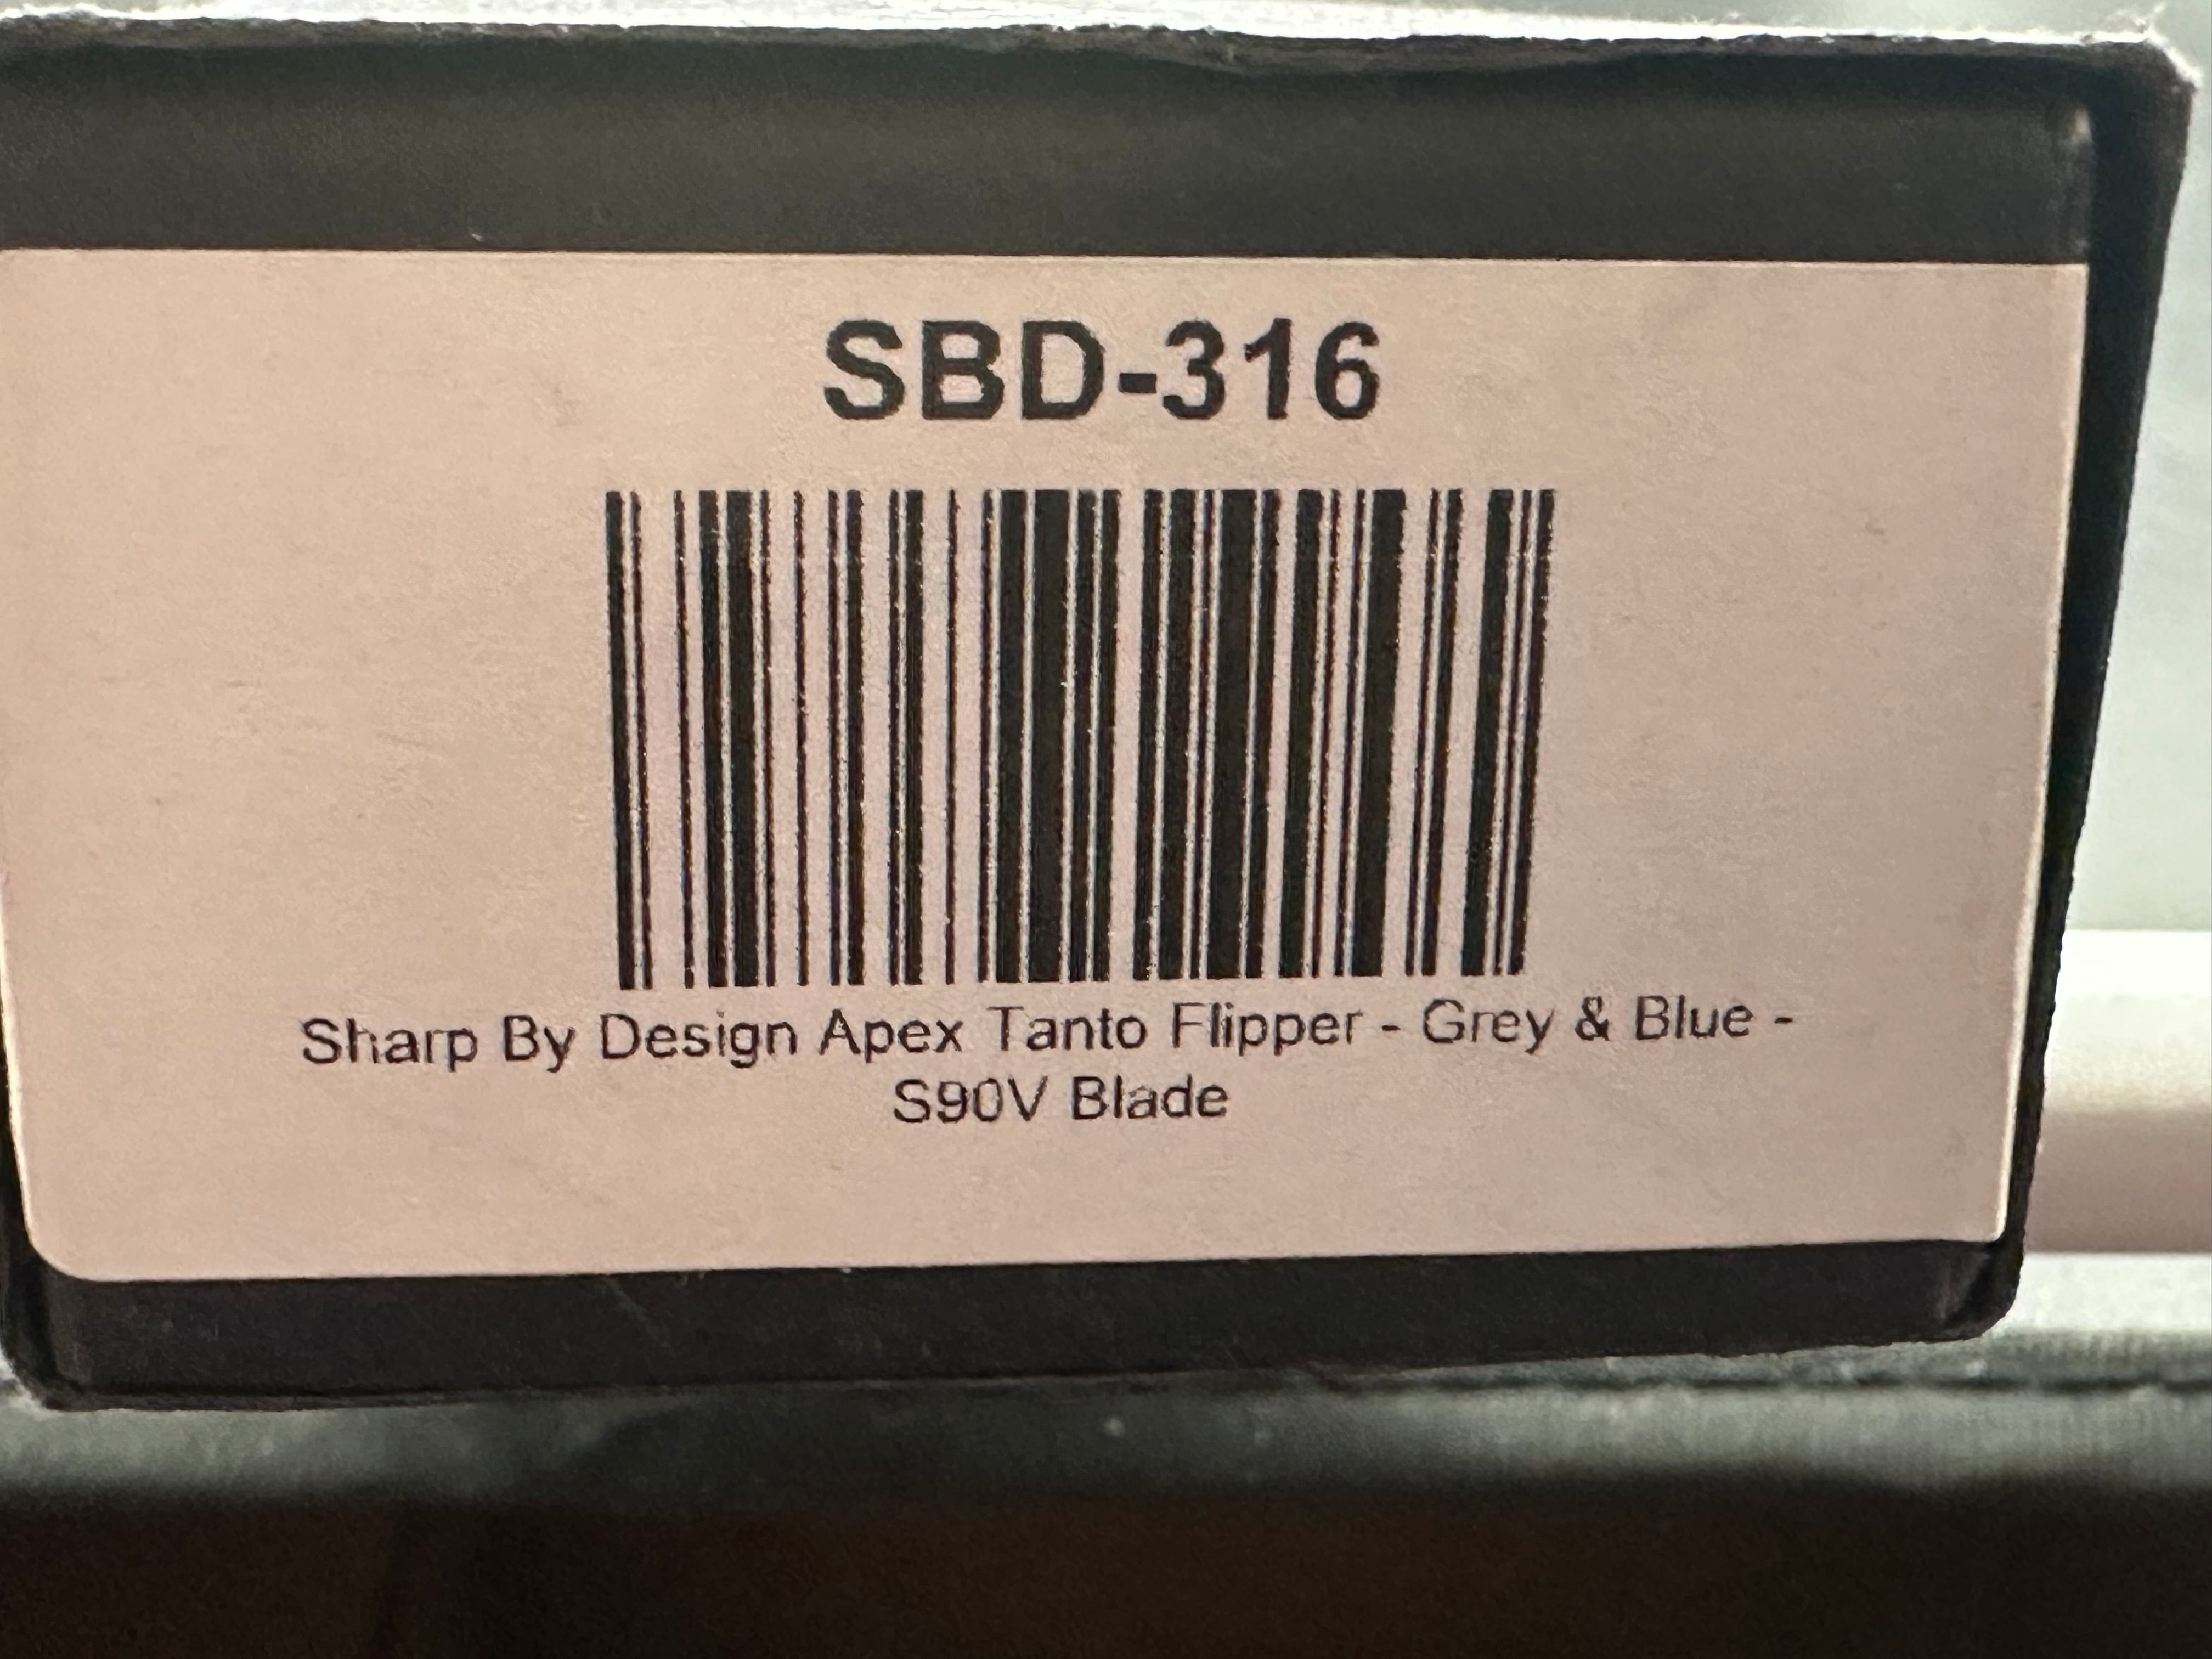 SBD-316
Sharp By Design Apex Tanto Flipper - Grey & Blue -
S90V Blade